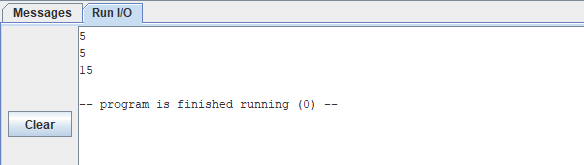 Messages Run I/O
5
5
15
-- program is finished running (0) --
Clear